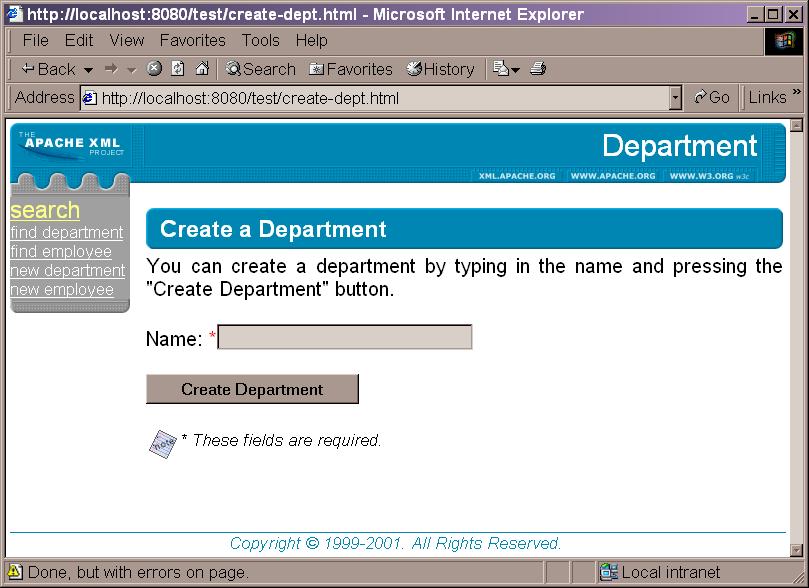 http://localhost:8080/test/create-dept.html - Microsoft Internet Explorer
File Edit View Favorites Tools Help
Back Search Favorites History
Address http://localhost:8080/test/create-dept.html Go Links »
THE
APACHE XML
PROJECT
Department
XML.APACHE.ORG WWW.APACHE.ORG WWW.W3.ORG w3c
search
find department
find employee
new department
new employee
Create a Department
You can create a department by typing in the name and pressing the
"Create Department" button.
Name: *
Create Department
note * These fields are required.
Copyright © 1999-2001. All Rights Reserved.
Done, but with errors on page. Local intranet